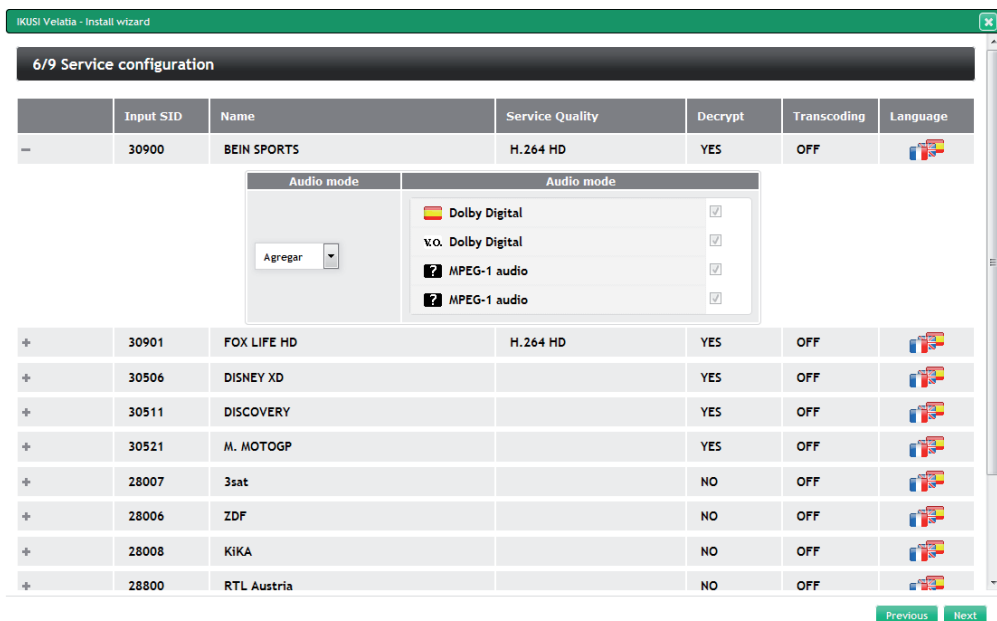 IKUSI Velatia - Install wizard
6/9 Service configuration
Input SID Name Service Quality Decrypt Transcoding Language
30900 BEIN SPORTS H.264 HD YES OFF
Audio mode Audio mode
Agregar
Dolby Digital
V.O. Dolby Digital
? MPEG-1 audio
? MPEG-1 audio
30901 FOX LIFE HD H.264 HD YES OFF
30506 DISNEY XD YES OFF
30511 DISCOVERY YES OFF
30521 M. MOTOGP YES OFF
28007 3sat NO OFF
28006 ZDF NO OFF
28008 KiKA NO OFF
28800 RTL Austria NO OFF
Previous Next